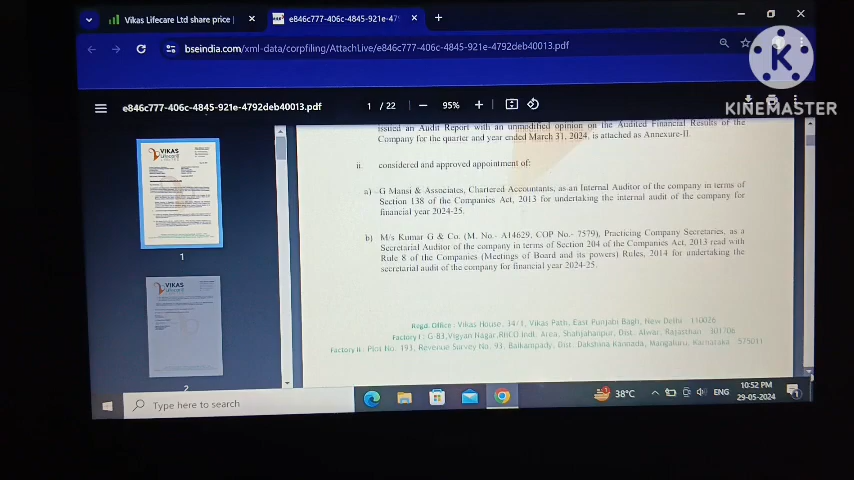 Vikas Lifecare Ltd share price |
e846c777-406c-4845-921e-479
bseindia.com/xml-data/corpfiling/AttachLive/e846c777-406c-4845-921e-4792deb40013.pdf
K
KINEMASTER
e846c777-406c-4845-921e-4792deb40013.pdf
1 / 22
95%
issued an Audit Report with an unmodified opinion on the Audited Financial Results of the
Company for the quarter and year ended March 31, 2024, is attached as Annexure-II.
ii. considered and approved appointment of:
a) G Mansi & Associates, Chartered Accountants, as an Internal Auditor of the company in terms of
Section 138 of the Companies Act, 2013 for undertaking the internal audit of the company for
financial year 2024-25.
b) M/s Kumar G & Co. (M. No.- A14629, COP No.- 7579), Practicing Company Secretaries, as a
Secretarial Auditor of the company in terms of Section 204 of the Companies Act, 2013 read with
Rule 8 of the Companies (Meetings of Board and its powers) Rules, 2014 for undertaking the
secretarial audit of the company for financial year 2024-25.
Regd. Office : Vikas House, 34/1, Vikas Path, East Punjabi Bagh, New Delhi - 110026
Factory I : G-83,Vigyan Nagar,RIICO Indl. Area, Shahjahanpur, Dist. Alwar, Rajasthan - 301706
Factory II : Plot No. 193, Revenue Survey No. 93, Baikampady, Dist. Dakshina Kannada, Mangaluru, Karnataka - 575011
VIKAS
Lifecare
1
VIKAS
2
Type here to search
38°C
ENG
10:52 PM
29-05-2024